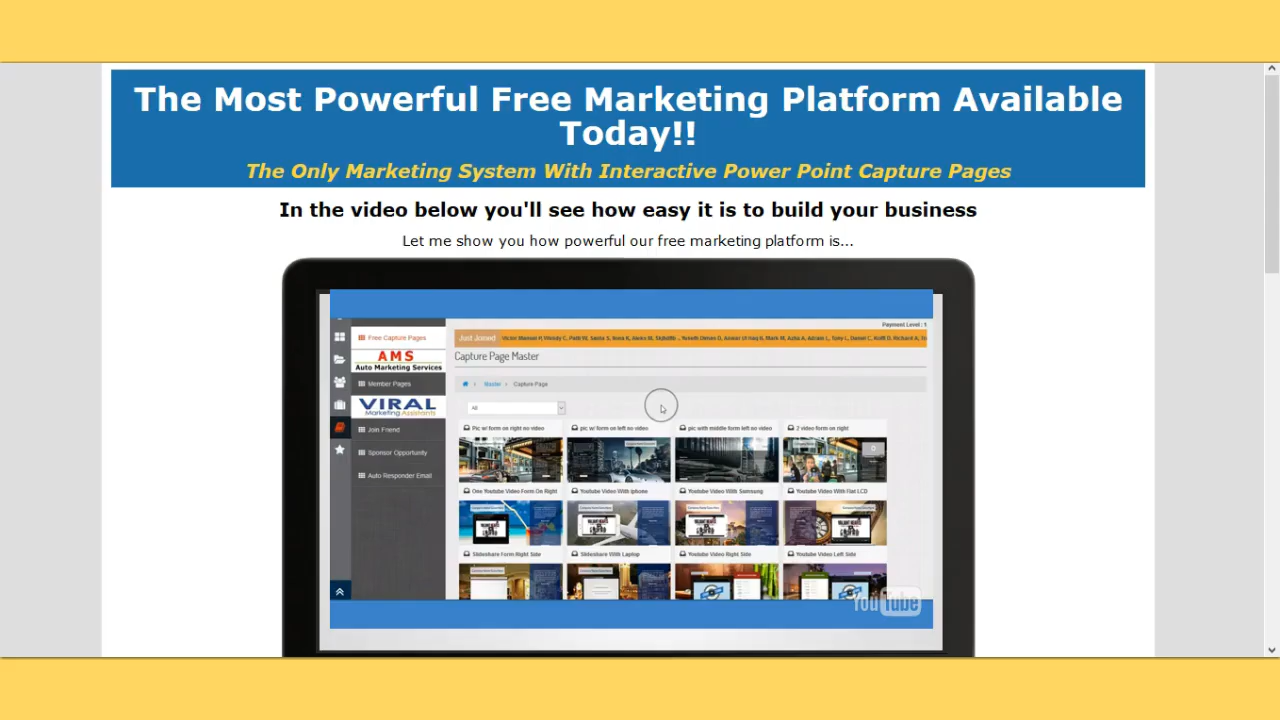 The Most Powerful Free Marketing Platform Available
Today!!
The Only Marketing System With Interactive Power Point Capture Pages
In the video below you'll see how easy it is to build your business
Let me show you how powerful our free marketing platform is...
Payment Level : 1
Free Capture Pages
Just Joined
AMS
Auto Marketing Services
Capture Page Master
Member Pages
Master > Capture Page
VIRAL
Marketing Assistants
All
Join Friend
Pic w/ form on right no video
pic w/ form on left no video
pic with middle form left no video
2 video form on right
Sponsor Opportunity
Auto Responder Email
One Youtube Video Form On Right
Youtube Video With Iphone
Youtube Video With Samsung
Youtube Video With Flat LCD
Slideshare Form Right Side
Slideshare With Laptop
Youtube Video Right Side
Youtube Video Left Side
YouTube